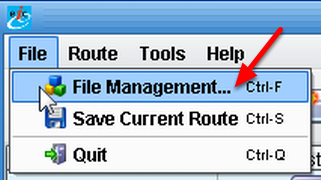 File Route Tools Help
File Management... Ctrl-F
Save Current Route Ctrl-S
Quit Ctrl-Q